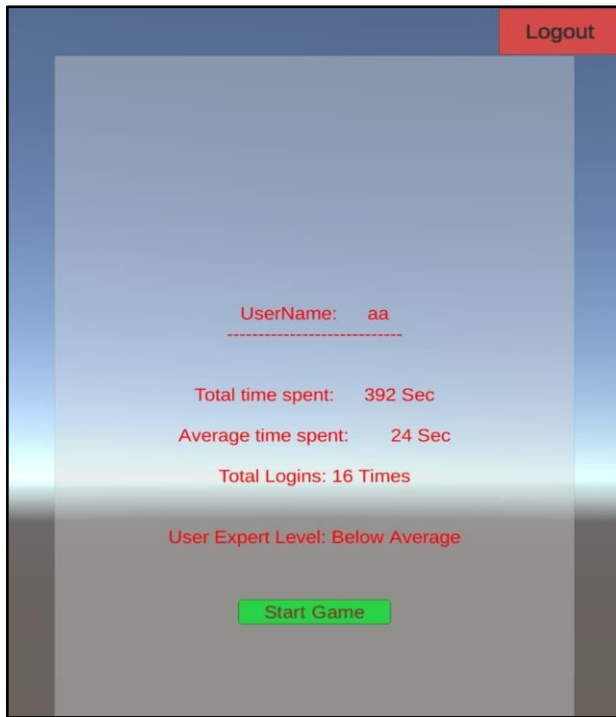 Logout
UserName: aa
----------------------------
Total time spent: 392 Sec
Average time spent: 24 Sec
Total Logins: 16 Times
User Expert Level: Below Average
Start Game